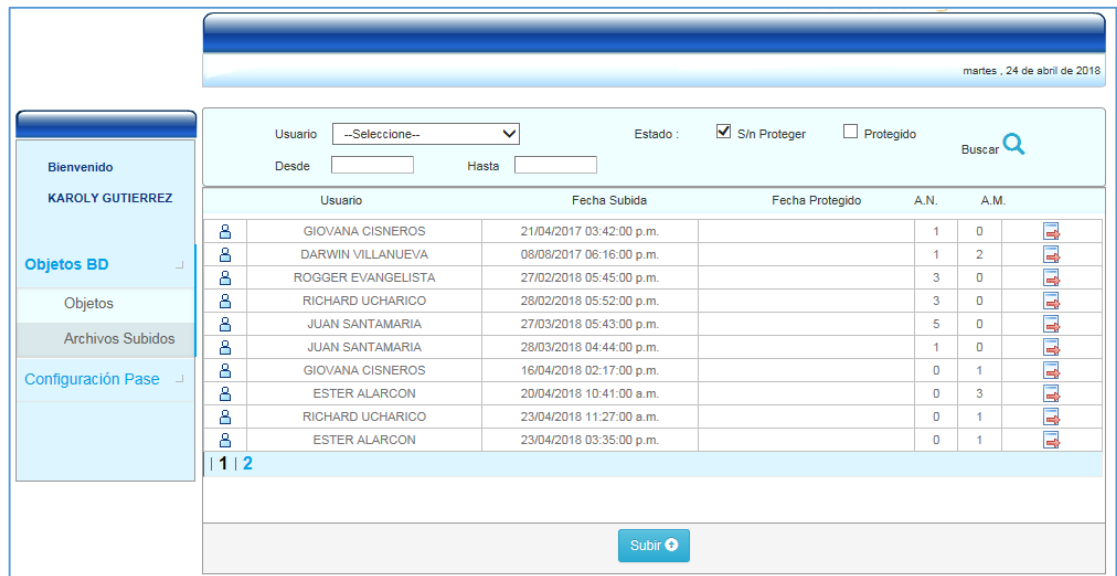 martes , 24 de abril de 2018
Bienvenido
KAROLY GUTIERREZ
Objetos BD
Objetos
Archivos Subidos
Configuración Pase
Usuario --Seleccione-- Estado : S/n Proteger Protegido Buscar
Desde Hasta
Usuario Fecha Subida Fecha Protegido A.N. A.M.
GIOVANA CISNEROS 21/04/2017 03:42:00 p.m. 1 0
DARWIN VILLANUEVA 08/08/2017 06:16:00 p.m. 1 2
ROGGER EVANGELISTA 27/02/2018 05:45:00 p.m. 3 0
RICHARD UCHARICO 28/02/2018 05:52:00 p.m. 3 0
JUAN SANTAMARIA 27/03/2018 05:43:00 p.m. 5 0
JUAN SANTAMARIA 28/03/2018 04:44:00 p.m. 1 0
GIOVANA CISNEROS 16/04/2018 02:17:00 p.m. 0 1
ESTER ALARCON 20/04/2018 10:41:00 a.m. 0 3
RICHARD UCHARICO 23/04/2018 11:27:00 a.m. 0 1
ESTER ALARCON 23/04/2018 03:35:00 p.m. 0 1
| 1 | 2
Subir